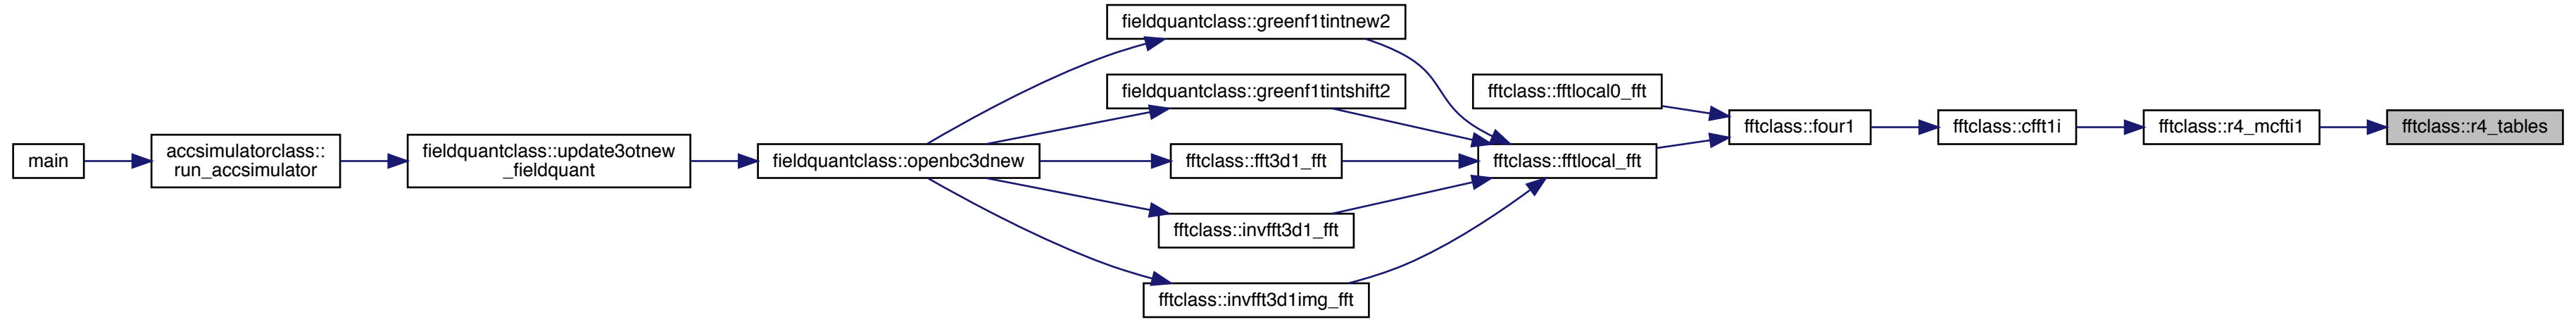 main
accsimulatorclass::
run_accsimulator
fieldquantclass::update3otnew
_fieldquant
fieldquantclass::openbc3dnew
fieldquantclass::greenf1tintnew2
fieldquantclass::greenf1tintshift2
fftclass::fft3d1_fft
fftclass::invfft3d1_fft
fftclass::invfft3d1img_fft
fftclass::fftlocal0_fft
fftclass::fftlocal_fft
fftclass::four1
fftclass::cfft1i
fftclass::r4_mcfti1
fftclass::r4_tables